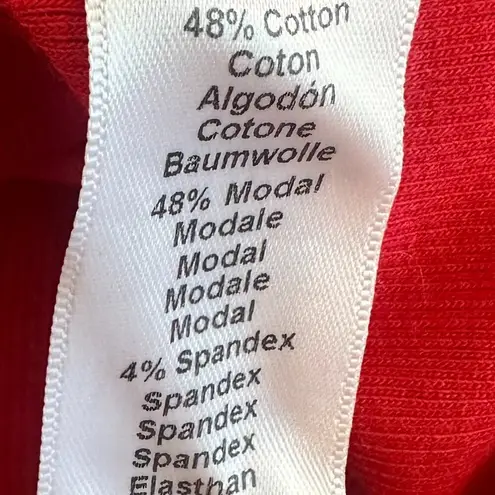 48% Cotton
Coton
Algodón
Cotone
Baumwolle
48% Modal
Modale
Modal
Modale
Modal
4% Spandex
Spandex
Spandex
Spandex
Elasthan